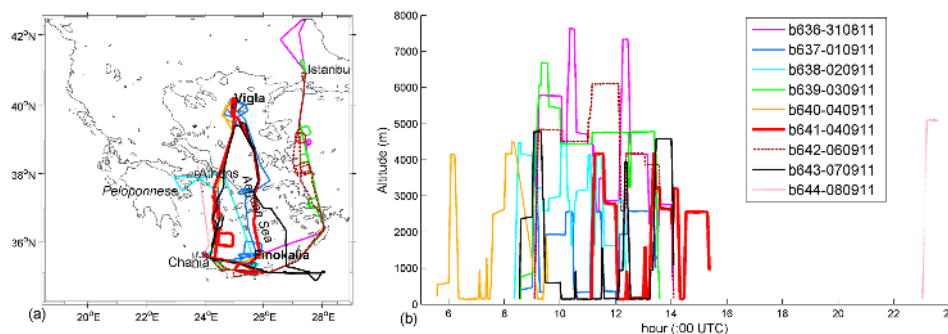 42°N
40°N
38°N
36°N
Istanbu
Vigla
Athens
Peloponnese
Aegean Sea
Finokalia
Chania
(a)
20°E
22°E
24°E
26°E
28°E
8000
7000
6000
5000
4000
3000
2000
1000
0
Altitude (m)
6
8
10
12
14
16
18
20
22
hour (:00 UTC)
(b)
b636-310811
b637-010911
b638-020911
b639-030911
b640-040911
b641-040911
b642-060911
b643-070911
b644-080911